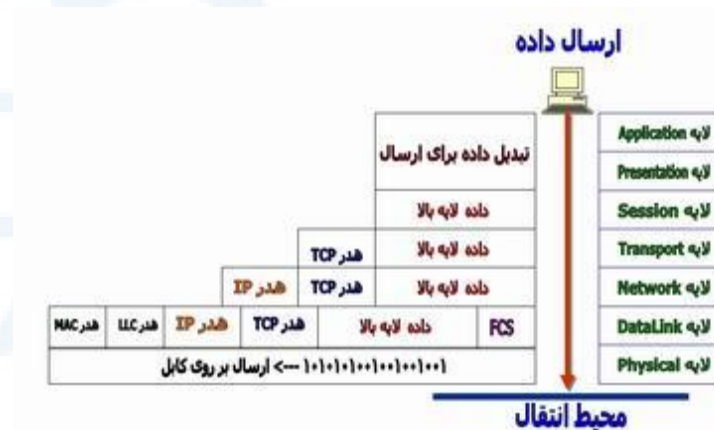 ارسال داده
لایه Application
تبدیل داده برای ارسال
لایه Presentation
لایه Session
داده لایه بالا
لایه Transport
داده لایه بالا
هدر TCP
لایه Network
داده لایه بالا
هدر TCP
هدر IP
لایه DataLink
FCS
داده لایه بالا
هدر TCP
هدر IP
هدر LLC
هدر MAC
لایه Physical
۱۰۱۰۱۰۱۰۰۱۰۰۱۰۰۱۰۰۱ ---> ارسال بر روی کابل
محیط انتقال